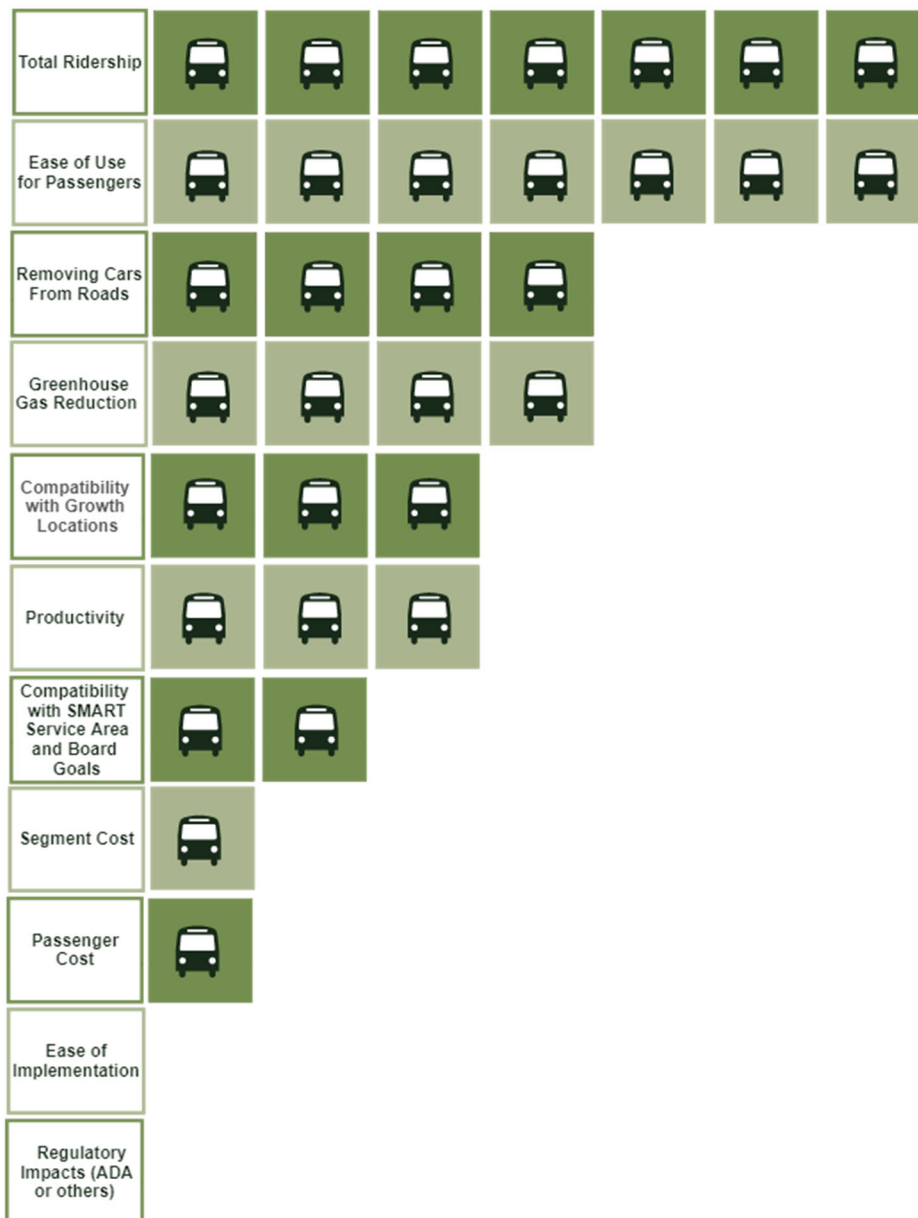 Total Ridership
Ease of Use
for Passengers
Removing Cars
From Roads
Greenhouse
Gas Reduction
Compatibility
with Growth
Locations
Productivity
Compatibility
with SMART
Service Area
and Board
Goals
Segment Cost
Passenger
Cost
Ease of
Implementation
Regulatory
Impacts (ADA
or others)